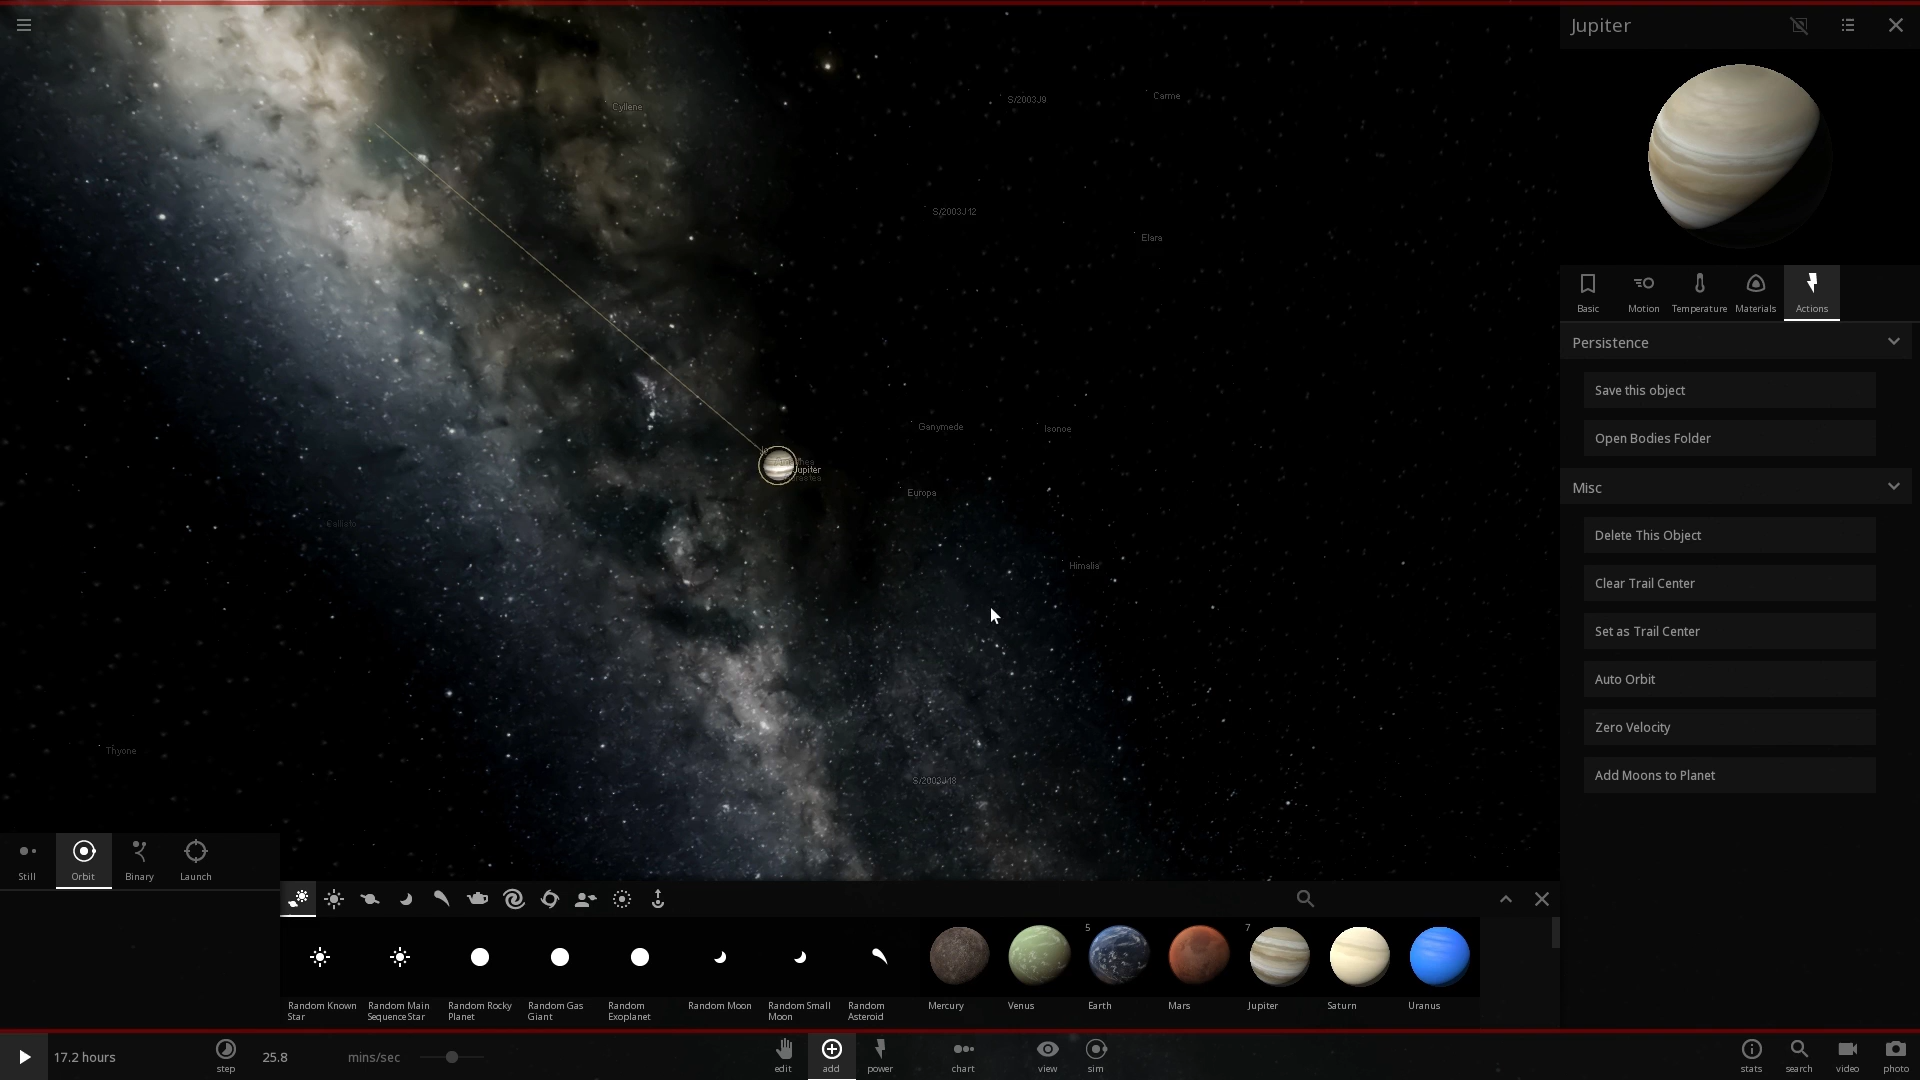 Jupiter
Cyllene
S/2003J9
Carme
S/2003J12
Elara
Ganymede
Isonoe
Jupiter
Europa
Callisto
Himalia
Thyone
S/2003J18
Basic
Motion
Temperature
Materials
Actions
Persistence
Save this object
Open Bodies Folder
Misc
Delete This Object
Clear Trail Center
Set as Trail Center
Auto Orbit
Zero Velocity
Add Moons to Planet
Still
Orbit
Binary
Launch
5
7
Random Known
Star
Random Main
Sequence Star
Random Rocky
Planet
Random Gas
Giant
Random
Exoplanet
Random Moon
Random Small
Moon
Random
Asteroid
Mercury
Venus
Earth
Mars
Jupiter
Saturn
Uranus
17.2 hours
step
25.8
mins/sec
edit
add
power
chart
view
sim
stats
search
video
photo